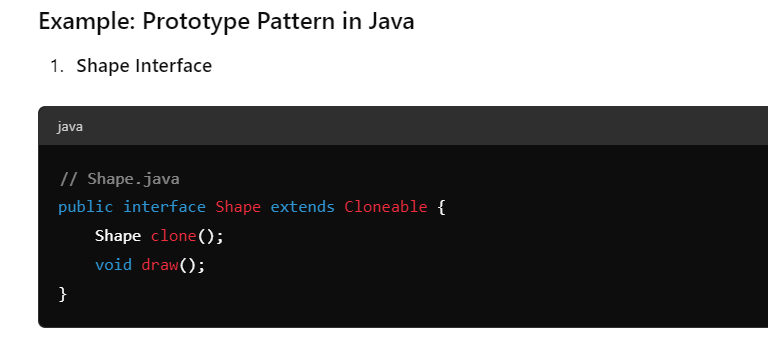 Example: Prototype Pattern in Java
1. Shape Interface
java
// Shape.java
public interface Shape extends Cloneable {
    Shape clone();
    void draw();
}